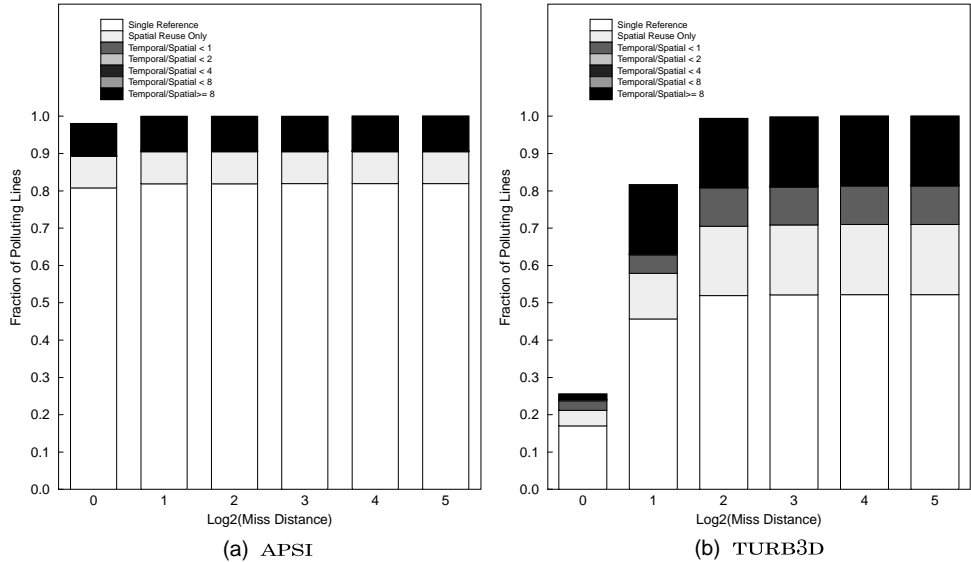 Single Reference
Spatial Reuse Only
Temporal/Spatial < 1
Temporal/Spatial < 2
Temporal/Spatial < 4
Temporal/Spatial < 8
Temporal/Spatial>= 8
1.0
0.9
0.8
0.7
0.6
0.5
0.4
0.3
0.2
0.1
0.0
Fraction of Polluting Lines
0 1 2 3 4 5
Log2(Miss Distance)
(a) APSI
Single Reference
Spatial Reuse Only
Temporal/Spatial < 1
Temporal/Spatial < 2
Temporal/Spatial < 4
Temporal/Spatial < 8
Temporal/Spatial>= 8
1.0
0.9
0.8
0.7
0.6
0.5
0.4
0.3
0.2
0.1
0.0
Fraction of Polluting Lines
0 1 2 3 4 5
Log2(Miss Distance)
(b) TURB3D